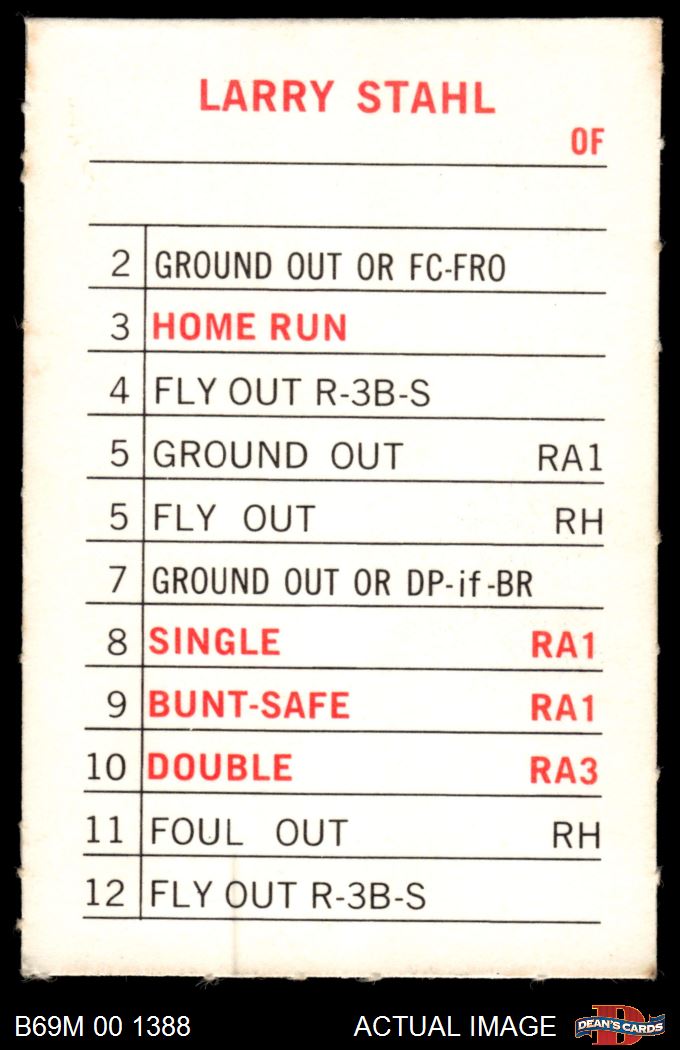 LARRY STAHL
OF
2 GROUND OUT OR FC-FRO
3 HOME RUN
4 FLY OUT R-3B-S
5 GROUND OUT RA1
5 FLY OUT RH
7 GROUND OUT OR DP-if-BR
8 SINGLE RA1
9 BUNT-SAFE RA1
10 DOUBLE RA3
11 FOUL OUT RH
12 FLY OUT R-3B-S
B69M 00 1388 ACTUAL IMAGE D DEAN'S CARDS